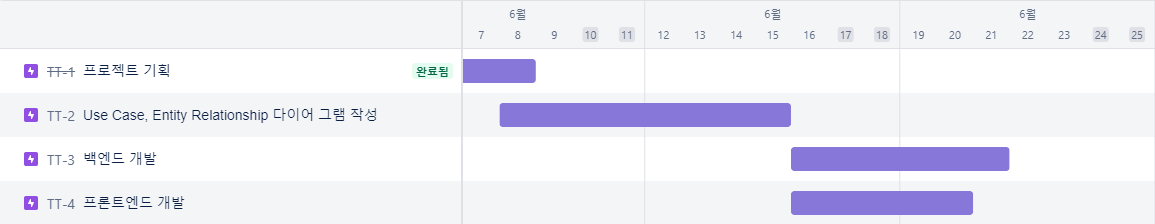 6월 6월 6월
7 8 9 10 11 12 13 14 15 16 17 18 19 20 21 22 23 24 25
TT-1 프로젝트 기획 완료됨
TT-2 Use Case, Entity Relationship 다이어 그램 작성
TT-3 백엔드 개발
TT-4 프론트엔드 개발